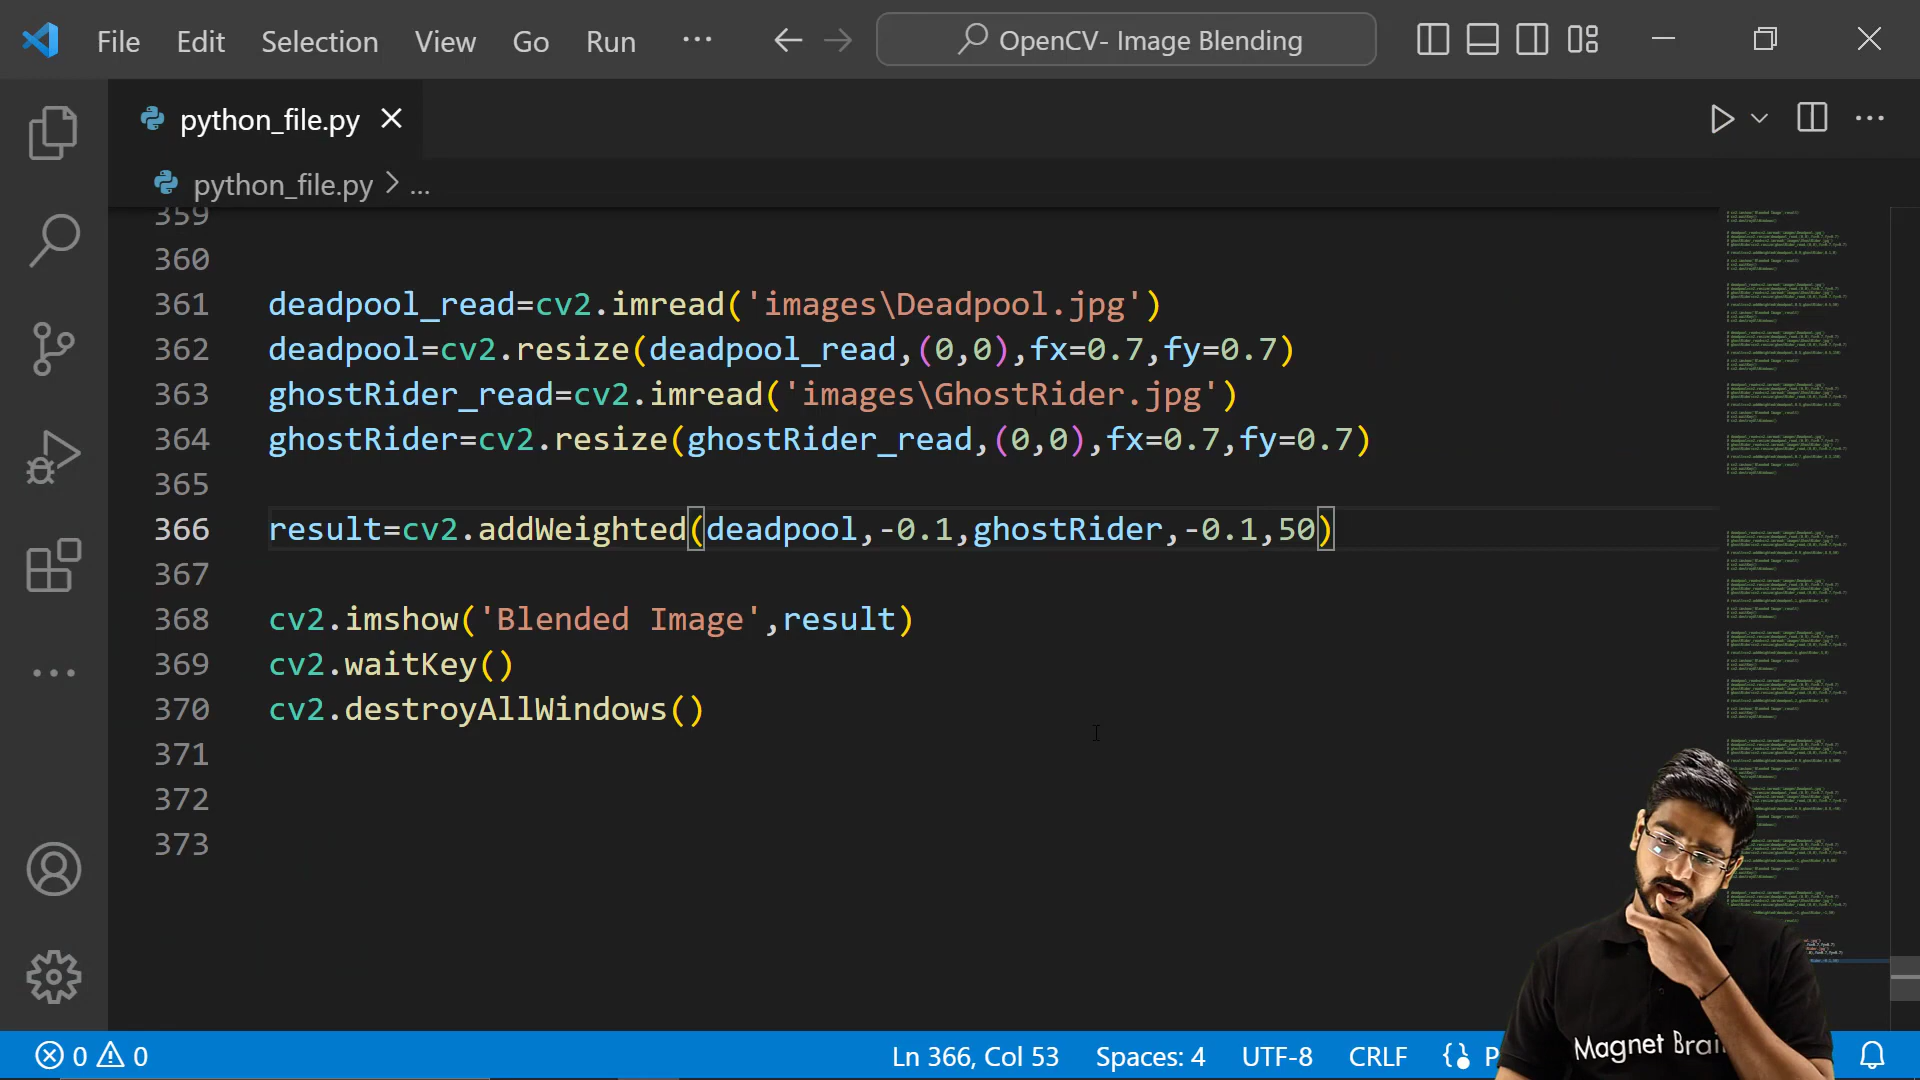 File Edit Selection View Go Run ... OpenCV- Image Blending
python_file.py
python_file.py > ...
359
360
361 deadpool_read=cv2.imread('images\Deadpool.jpg')
362 deadpool=cv2.resize(deadpool_read,(0,0),fx=0.7,fy=0.7)
363 ghostRider_read=cv2.imread('images\GhostRider.jpg')
364 ghostRider=cv2.resize(ghostRider_read,(0,0),fx=0.7,fy=0.7)
365
366 result=cv2.addWeighted(deadpool,-0.1,ghostRider,-0.1,50)
367
368 cv2.imshow('Blended Image',result)
369 cv2.waitKey()
370 cv2.destroyAllWindows()
371
372
373
Magnet Brai
0 0 Ln 366, Col 53 Spaces: 4 UTF-8 CRLF P